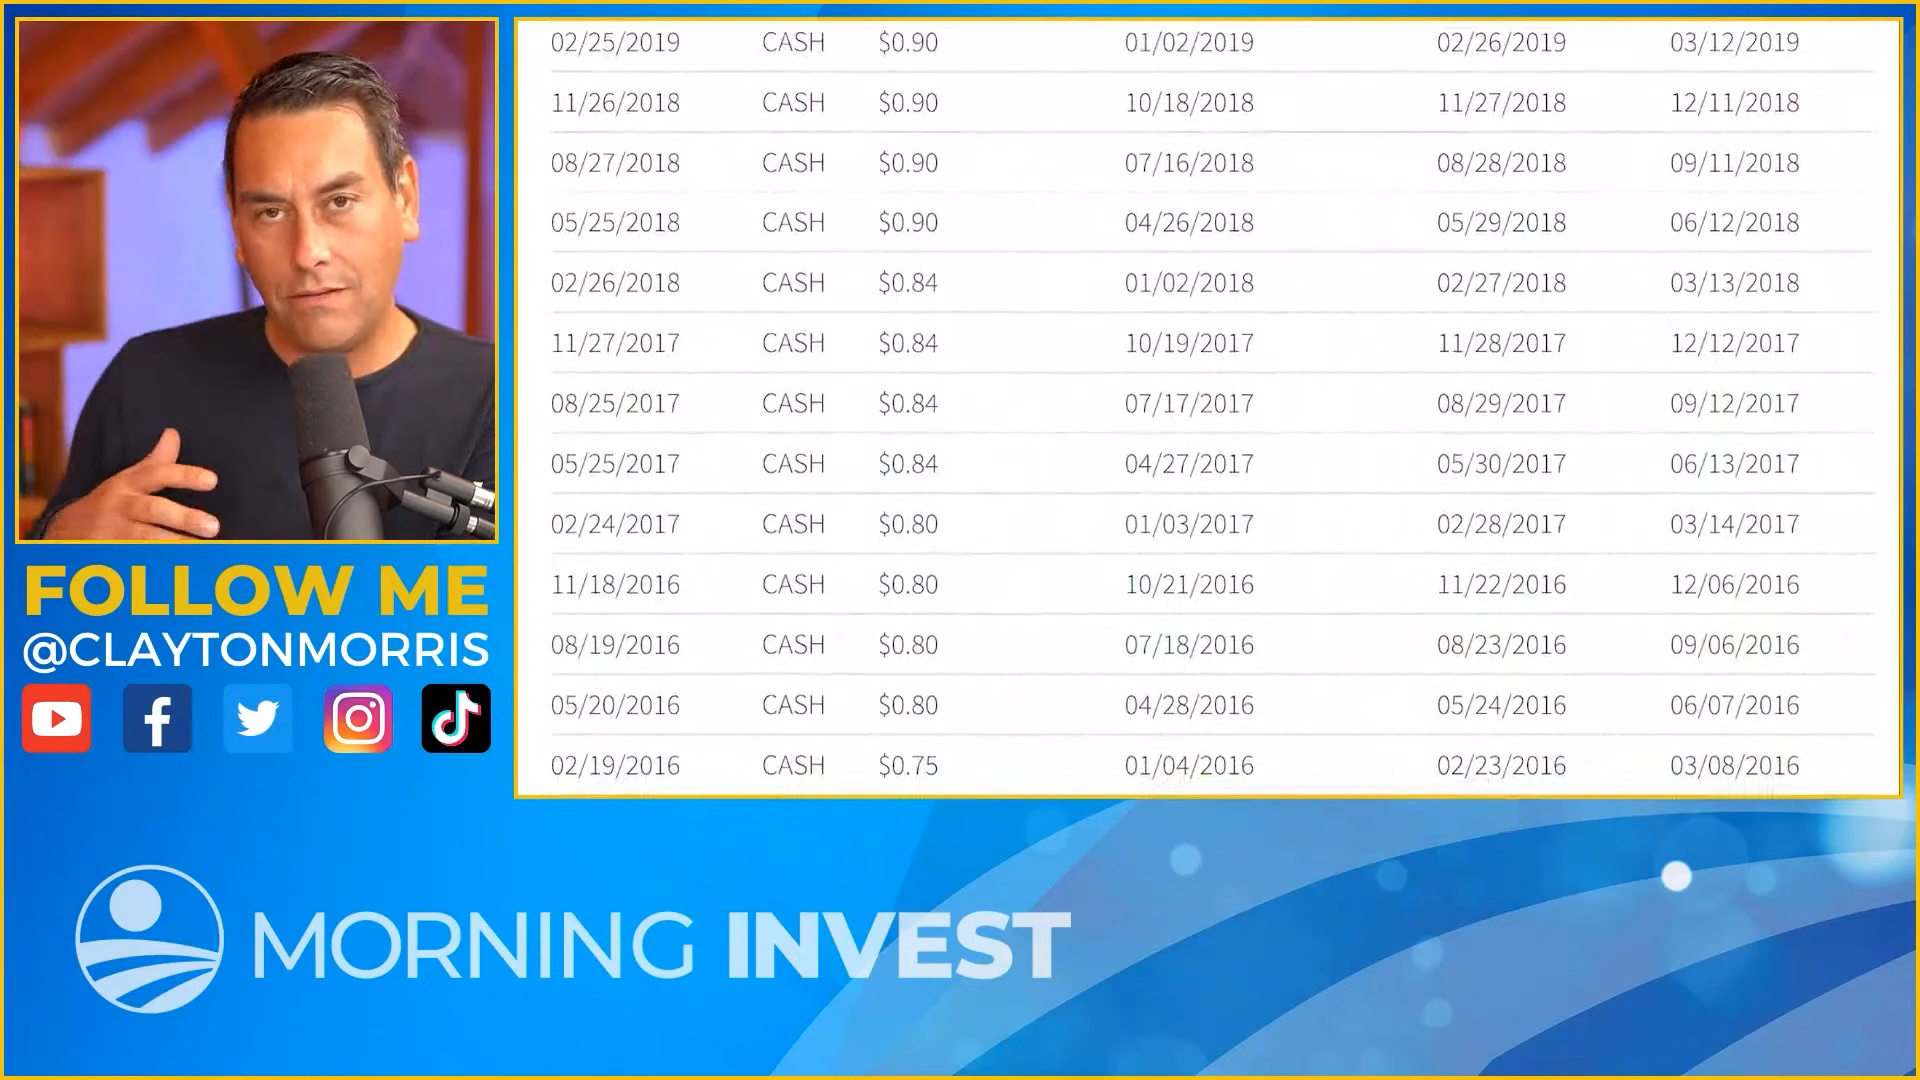 02/25/2019 CASH $0.90 01/02/2019 02/26/2019 03/12/2019
11/26/2018 CASH $0.90 10/18/2018 11/27/2018 12/11/2018
08/27/2018 CASH $0.90 07/16/2018 08/28/2018 09/11/2018
05/25/2018 CASH $0.90 04/26/2018 05/29/2018 06/12/2018
02/26/2018 CASH $0.84 01/02/2018 02/27/2018 03/13/2018
11/27/2017 CASH $0.84 10/19/2017 11/28/2017 12/12/2017
08/25/2017 CASH $0.84 07/17/2017 08/29/2017 09/12/2017
05/25/2017 CASH $0.84 04/27/2017 05/30/2017 06/13/2017
02/24/2017 CASH $0.80 01/03/2017 02/28/2017 03/14/2017
11/18/2016 CASH $0.80 10/21/2016 11/22/2016 12/06/2016
08/19/2016 CASH $0.80 07/18/2016 08/23/2016 09/06/2016
05/20/2016 CASH $0.80 04/28/2016 05/24/2016 06/07/2016
02/19/2016 CASH $0.75 01/04/2016 02/23/2016 03/08/2016
FOLLOW ME
@CLAYTONMORRIS
MORNING INVEST